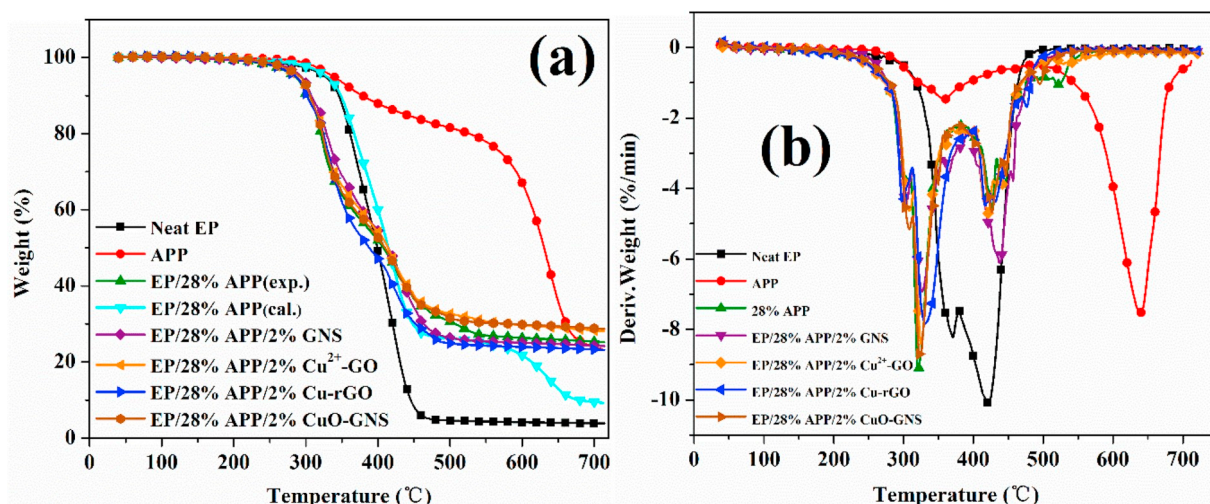 (a)
Weight (%)
100
80
60
40
20
0
Neat EP
APP
EP/28% APP(exp.)
EP/28% APP(cal.)
EP/28% APP/2% GNS
EP/28% APP/2% Cu²⁺-GO
EP/28% APP/2% Cu-rGO
EP/28% APP/2% CuO-GNS
0 100 200 300 400 500 600 700
Temperature (℃)
(b)
Deriv.Weight (%/min)
0
-2
-4
-6
-8
-10
Neat EP
APP
28% APP
EP/28% APP/2% GNS
EP/28% APP/2% Cu²⁺-GO
EP/28% APP/2% Cu-rGO
EP/28% APP/2% CuO-GNS
0 100 200 300 400 500 600 700
Temperature (℃)